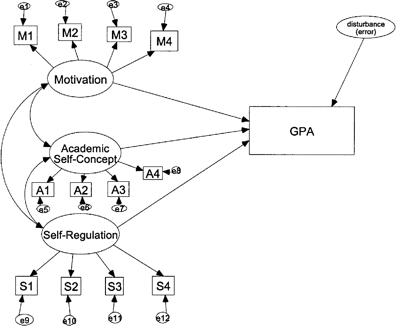 e1 e2 e3 e4
M1 M2 M3 M4
disturbance
(error)
Motivation
GPA
Academic
Self-Concept
A1 A2 A3 A4 e8
e5 e6 e7
Self-Regulation
S1 S2 S3 S4
e9 e10 e11 e12